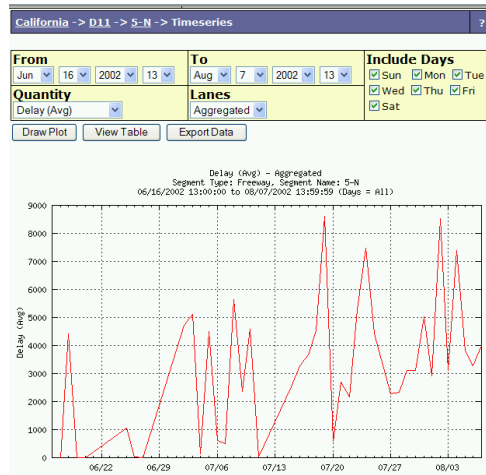 California -> D11 -> 5-N -> Timeseries ?
From
Jun 16 2002 13
To
Aug 7 2002 13
Include Days
Sun Mon Tue
Wed Thu Fri
Sat
Quantity
Delay (Avg)
Lanes
Aggregated
Draw Plot View Table Export Data
Delay (Avg) - Aggregated
Segment Type: Freeway, Segment Name: 5-N
06/16/2002 13:00:00 to 08/07/2002 13:59:59 (Days = All)
Delay (Avg)
9000
8000
7000
6000
5000
4000
3000
2000
1000
0
06/22 06/29 07/06 07/13 07/20 07/27 08/03